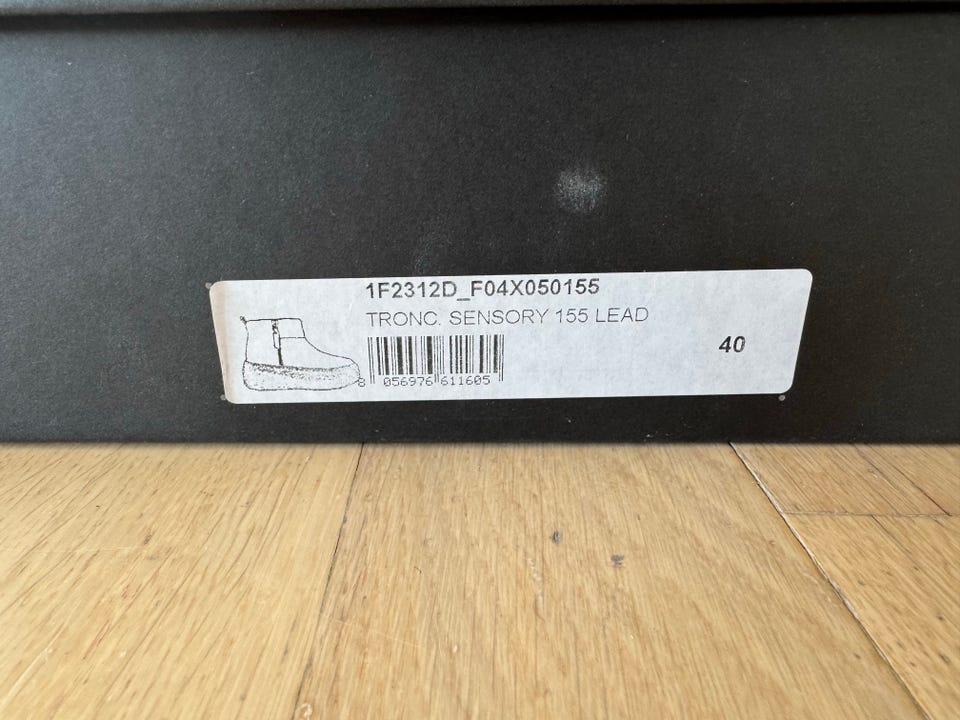 1F2312D_F04X050155
TRONC. SENSORY 155 LEAD
40
8 056976 611605